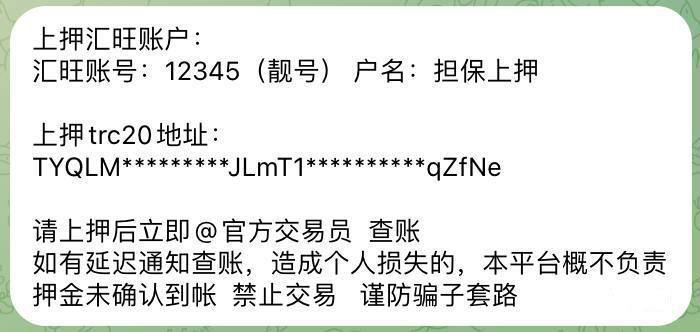 上押汇旺账户：
汇旺账号：12345（靓号） 户名：担保上押
上押trc20地址：
TYQLM*********JLmT1**********qZfNe
请上押后立即@官方交易员 查账
如有延迟通知查账，造成个人损失的，本平台概不负责
押金未确认到帐 禁止交易 谨防骗子套路